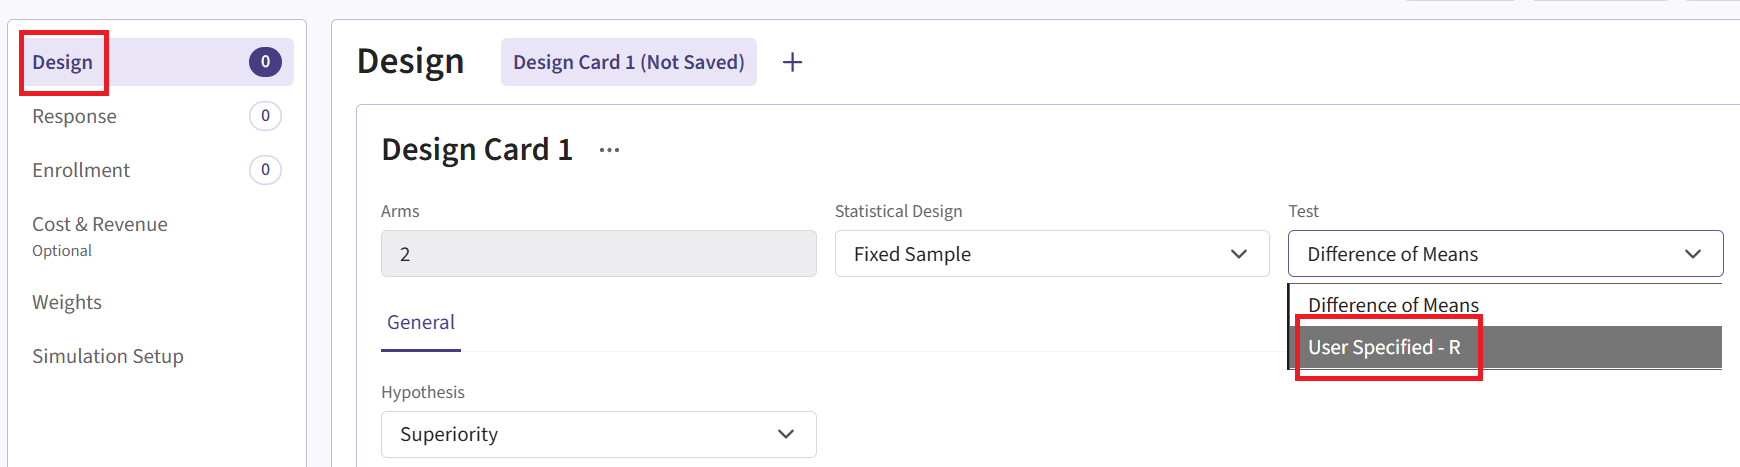 Design
0
Response
0
Enrollment
0
Cost & Revenue
Optional
Weights
Simulation Setup
Design
Design Card 1 (Not Saved)
+
Design Card 1
...
Arms
2
Statistical Design
Fixed Sample
Test
Difference of Means
Difference of Means
User Specified - R
General
Hypothesis
Superiority